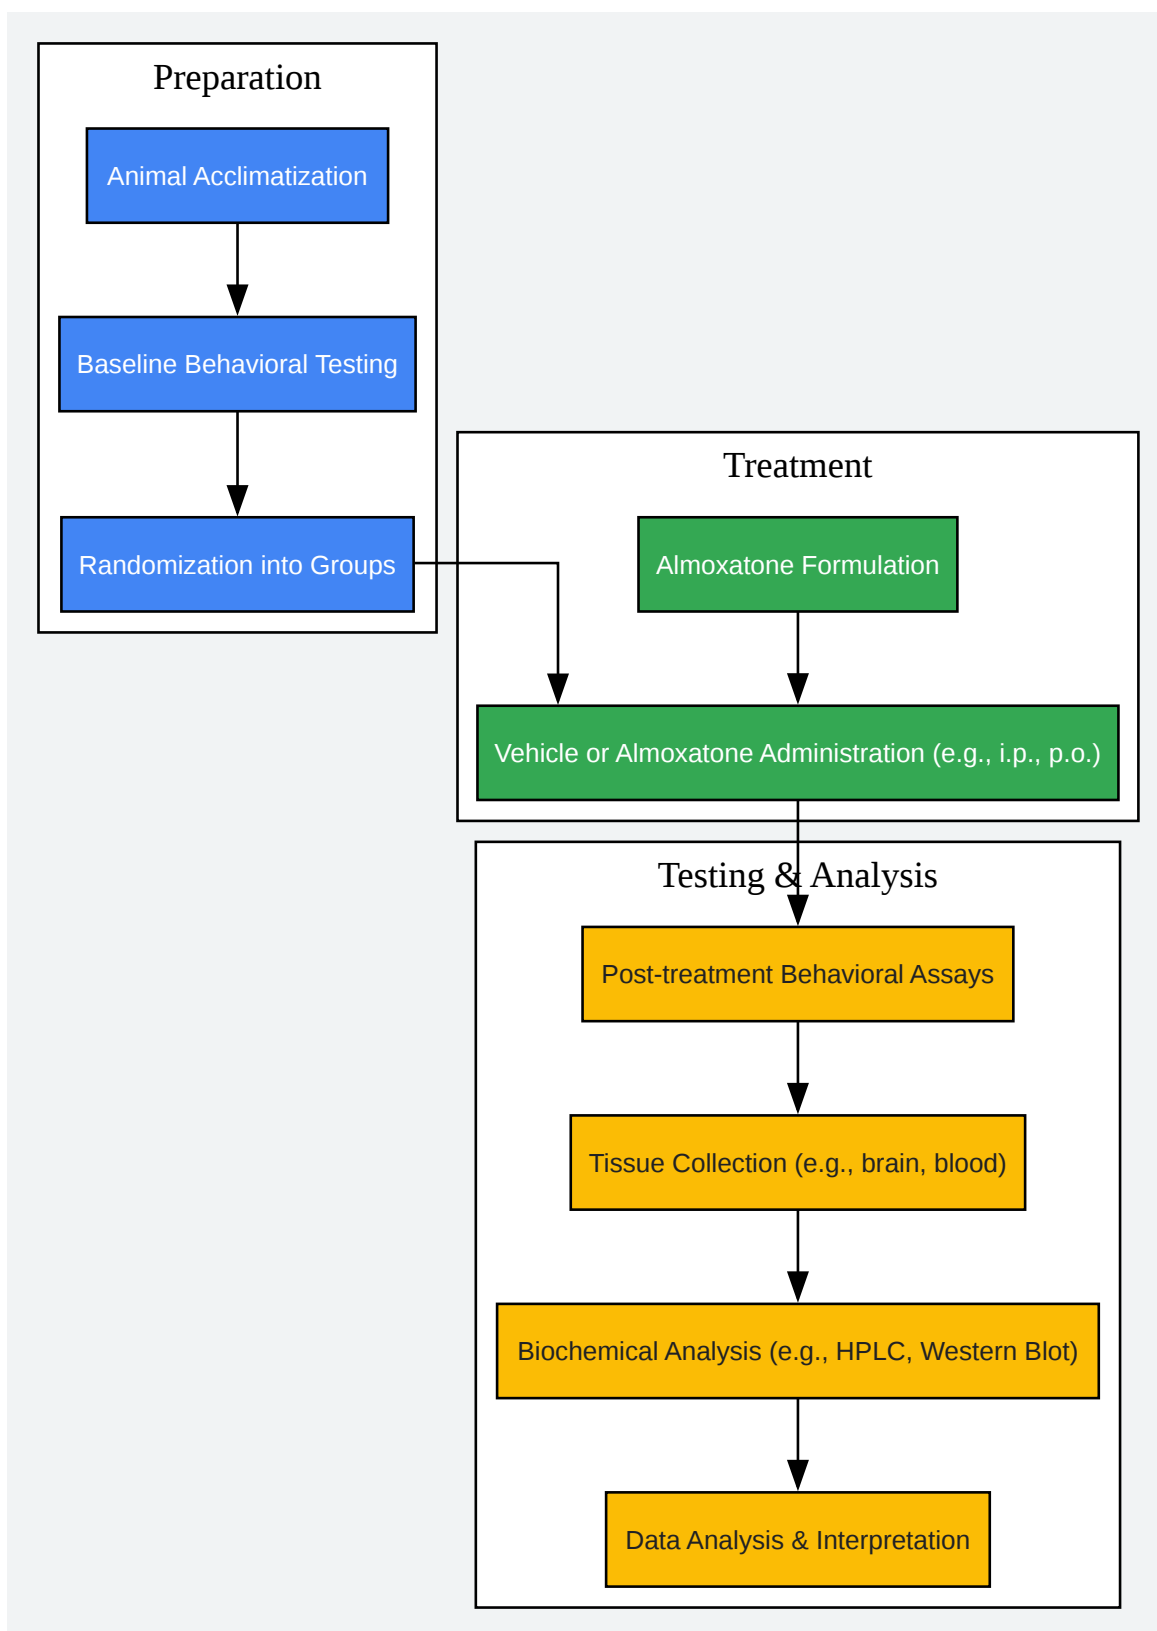 Preparation
Animal Acclimatization
Baseline Behavioral Testing
Randomization into Groups
Treatment
Almoxatone Formulation
Vehicle or Almoxatone Administration (e.g., i.p., p.o.)
Testing & Analysis
Post-treatment Behavioral Assays
Tissue Collection (e.g., brain, blood)
Biochemical Analysis (e.g., HPLC, Western Blot)
Data Analysis & Interpretation